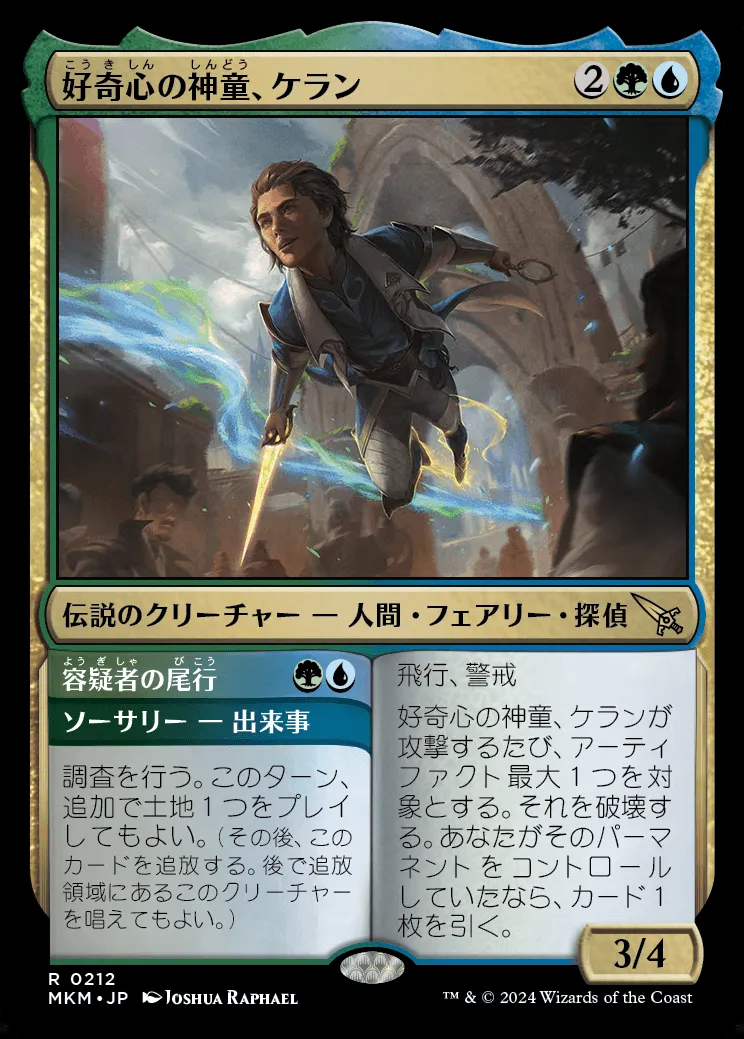 こうきしん しんどう
好奇心の神童、ケラン
2
伝説のクリーチャー ― 人間・フェアリー・探偵
ようぎしゃ びこう
容疑者の尾行
ソーサリー ― 出来事
調査を行う。このターン、
追加で土地1つをプレイ
してもよい。(その後、この
カードを追放する。後で追放
領域にあるこのクリーチャー
を唱えてもよい。)
飛行、警戒
好奇心の神童、ケランが
攻撃するたび、アーティ
ファクト最大1つを対
象とする。それを破壊す
る。あなたがそのパーマ
ネントをコントロール
していたなら、カード1
枚を引く。
3/4
R 0212
MKM・JP Joshua Raphael
™ & © 2024 Wizards of the Coast